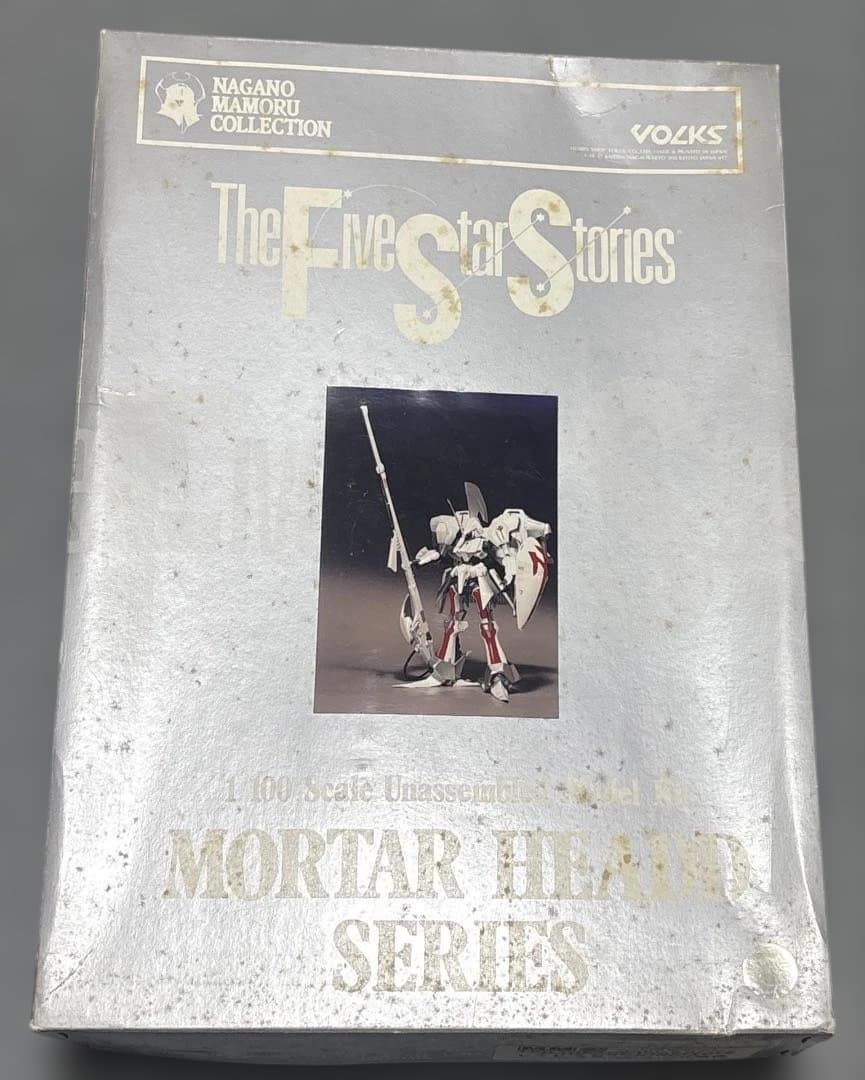 NAGANO
MAMORU
COLLECTION
VOLKS
The Five Star Stories
1 100 Scale Unassembled Model Kit
MORTAR HEADD
SERIES